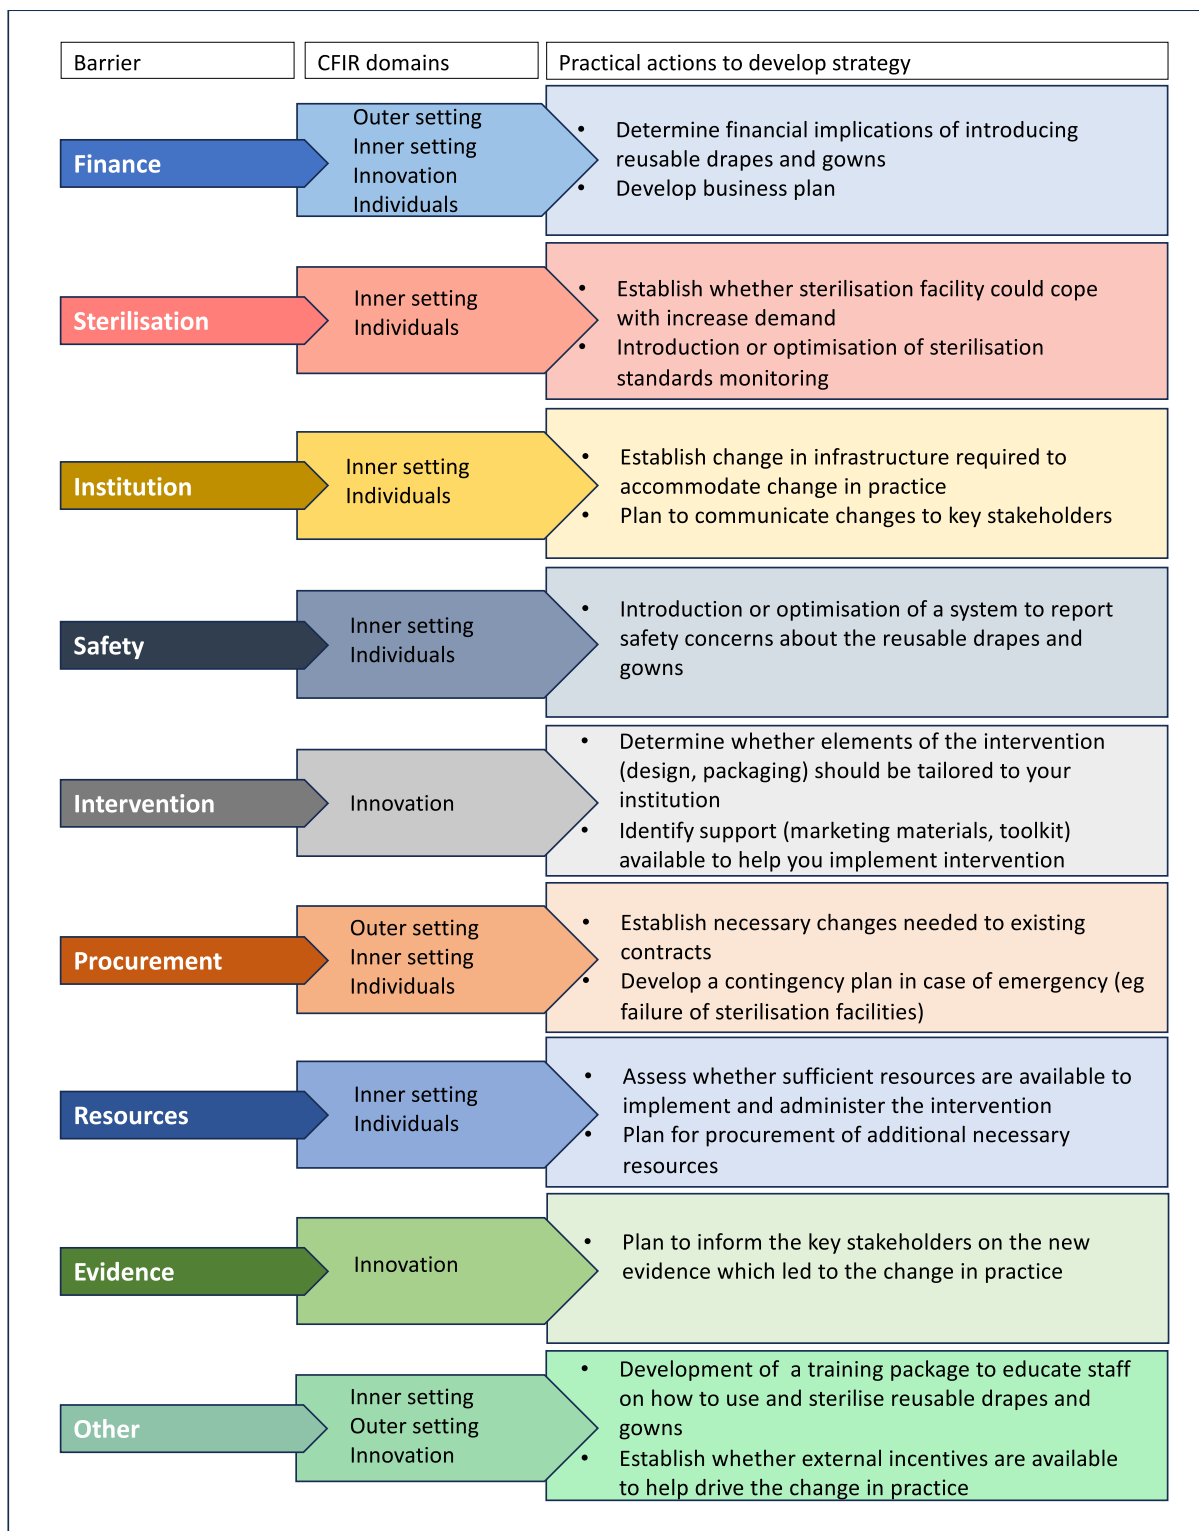 Barrier
CFIR domains
Practical actions to develop strategy
Finance
Outer setting
Inner setting
Innovation
Individuals
• Determine financial implications of introducing
reusable drapes and gowns
• Develop business plan
Sterilisation
Inner setting
Individuals
• Establish whether sterilisation facility could cope
with increase demand
• Introduction or optimisation of sterilisation
standards monitoring
Institution
Inner setting
Individuals
• Establish change in infrastructure required to
accommodate change in practice
• Plan to communicate changes to key stakeholders
Safety
Inner setting
Individuals
• Introduction or optimisation of a system to report
safety concerns about the reusable drapes and
gowns
Intervention
Innovation
• Determine whether elements of the intervention
(design, packaging) should be tailored to your
institution
• Identify support (marketing materials, toolkit)
available to help you implement intervention
Procurement
Outer setting
Inner setting
Individuals
• Establish necessary changes needed to existing
contracts
• Develop a contingency plan in case of emergency (eg
failure of sterilisation facilities)
Resources
Inner setting
Individuals
• Assess whether sufficient resources are available to
implement and administer the intervention
• Plan for procurement of additional necessary
resources
Evidence
Innovation
• Plan to inform the key stakeholders on the new
evidence which led to the change in practice
Other
Inner setting
Outer setting
Innovation
• Development of  a training package to educate staff
on how to use and sterilise reusable drapes and
gowns
• Establish whether external incentives are available
to help drive the change in practice